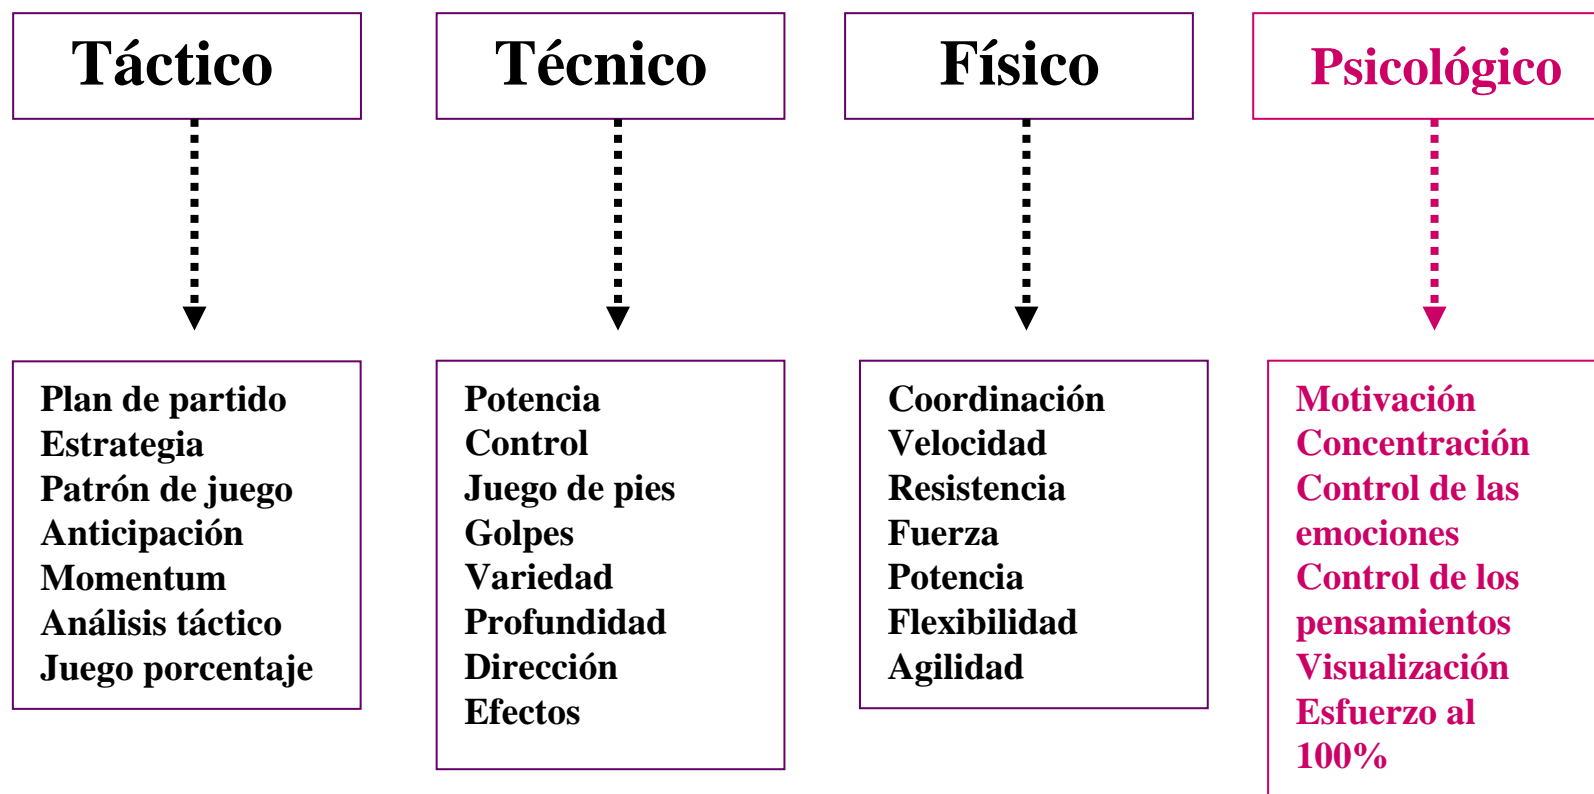 Táctico
Técnico
Físico
Psicológico
Plan de partido
Estrategia
Patrón de juego
Anticipación
Momentum
Análisis táctico
Juego porcentaje
Potencia
Control
Juego de pies
Golpes
Variedad
Profundidad
Dirección
Efectos
Coordinación
Velocidad
Resistencia
Fuerza
Potencia
Flexibilidad
Agilidad
Motivación
Concentración
Control de las
emociones
Control de los
pensamientos
Visualización
Esfuerzo al
100%